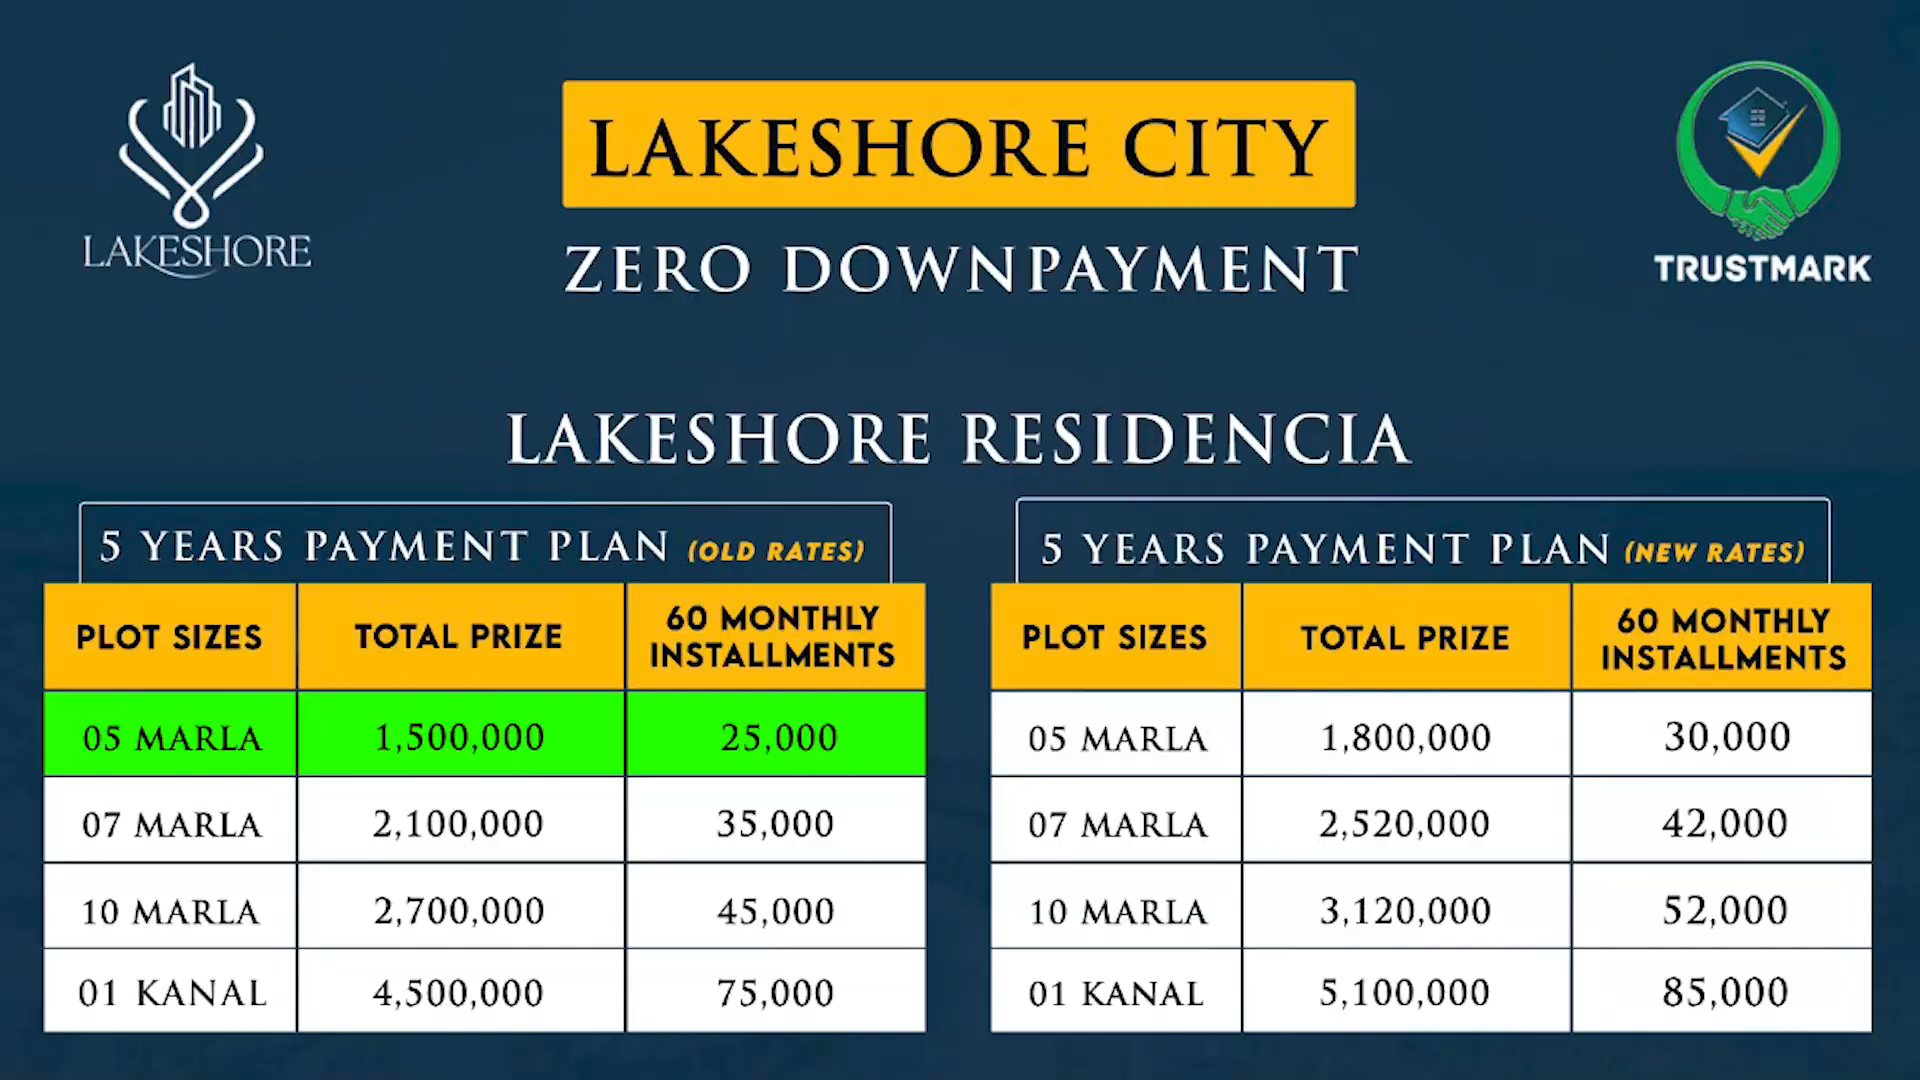 LAKESHORE
LAKESHORE CITY
ZERO DOWNPAYMENT
TRUSTMARK
LAKESHORE RESIDENCIA
5 YEARS PAYMENT PLAN (OLD RATES)
PLOT SIZES TOTAL PRIZE 60 MONTHLY INSTALLMENTS
05 MARLA 1,500,000 25,000
07 MARLA 2,100,000 35,000
10 MARLA 2,700,000 45,000
01 KANAL 4,500,000 75,000
5 YEARS PAYMENT PLAN (NEW RATES)
PLOT SIZES TOTAL PRIZE 60 MONTHLY INSTALLMENTS
05 MARLA 1,800,000 30,000
07 MARLA 2,520,000 42,000
10 MARLA 3,120,000 52,000
01 KANAL 5,100,000 85,000